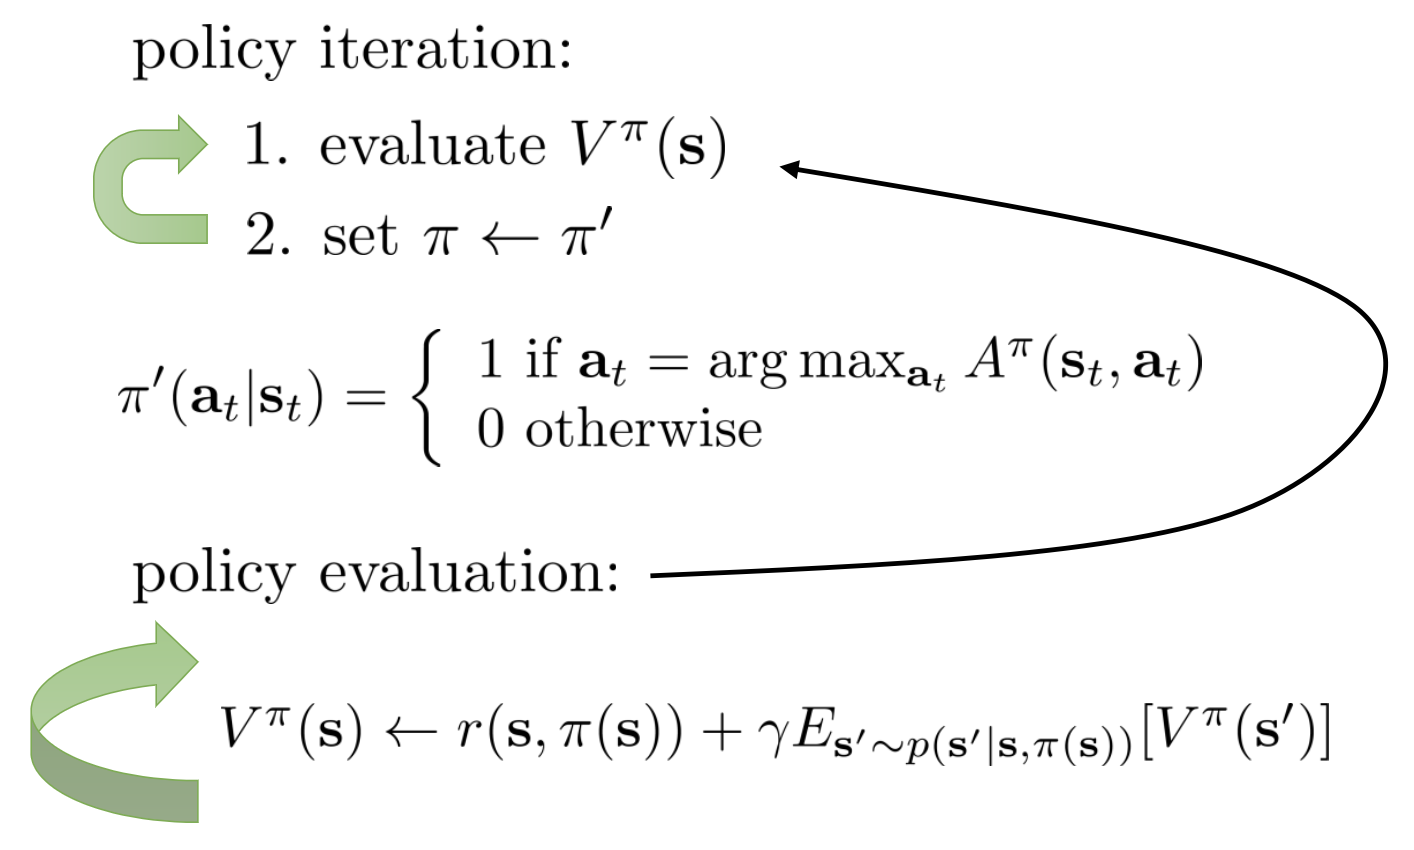 policy iteration:
1. evaluate V^π(s)
2. set π ← π′
π′(a_t|s_t) = { 1 if a_t = arg max_{a_t} A^π(s_t, a_t)
0 otherwise
policy evaluation:
V^π(s) ← r(s, π(s)) + γE_{s′∼p(s′|s,π(s))}[V^π(s′)]